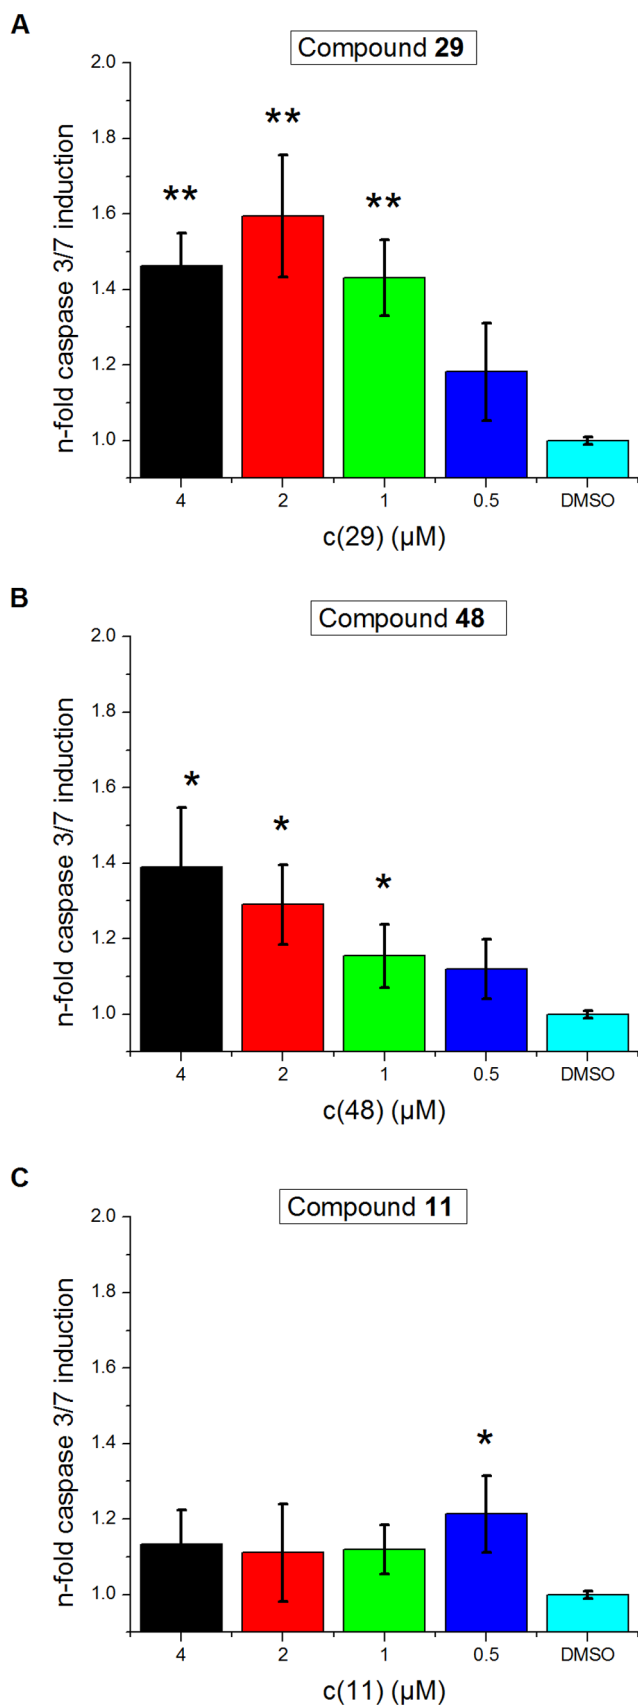 A
Compound 29
2.0
1.8
1.6
1.4
1.2
1.0
n-fold caspase 3/7 induction
** ** **
4 2 1 0.5 DMSO
c(29) (µM)
B
Compound 48
2.0
1.8
1.6
1.4
1.2
1.0
n-fold caspase 3/7 induction
* * *
4 2 1 0.5 DMSO
c(48) (µM)
C
Compound 11
2.0
1.8
1.6
1.4
1.2
1.0
n-fold caspase 3/7 induction
*
4 2 1 0.5 DMSO
c(11) (µM)